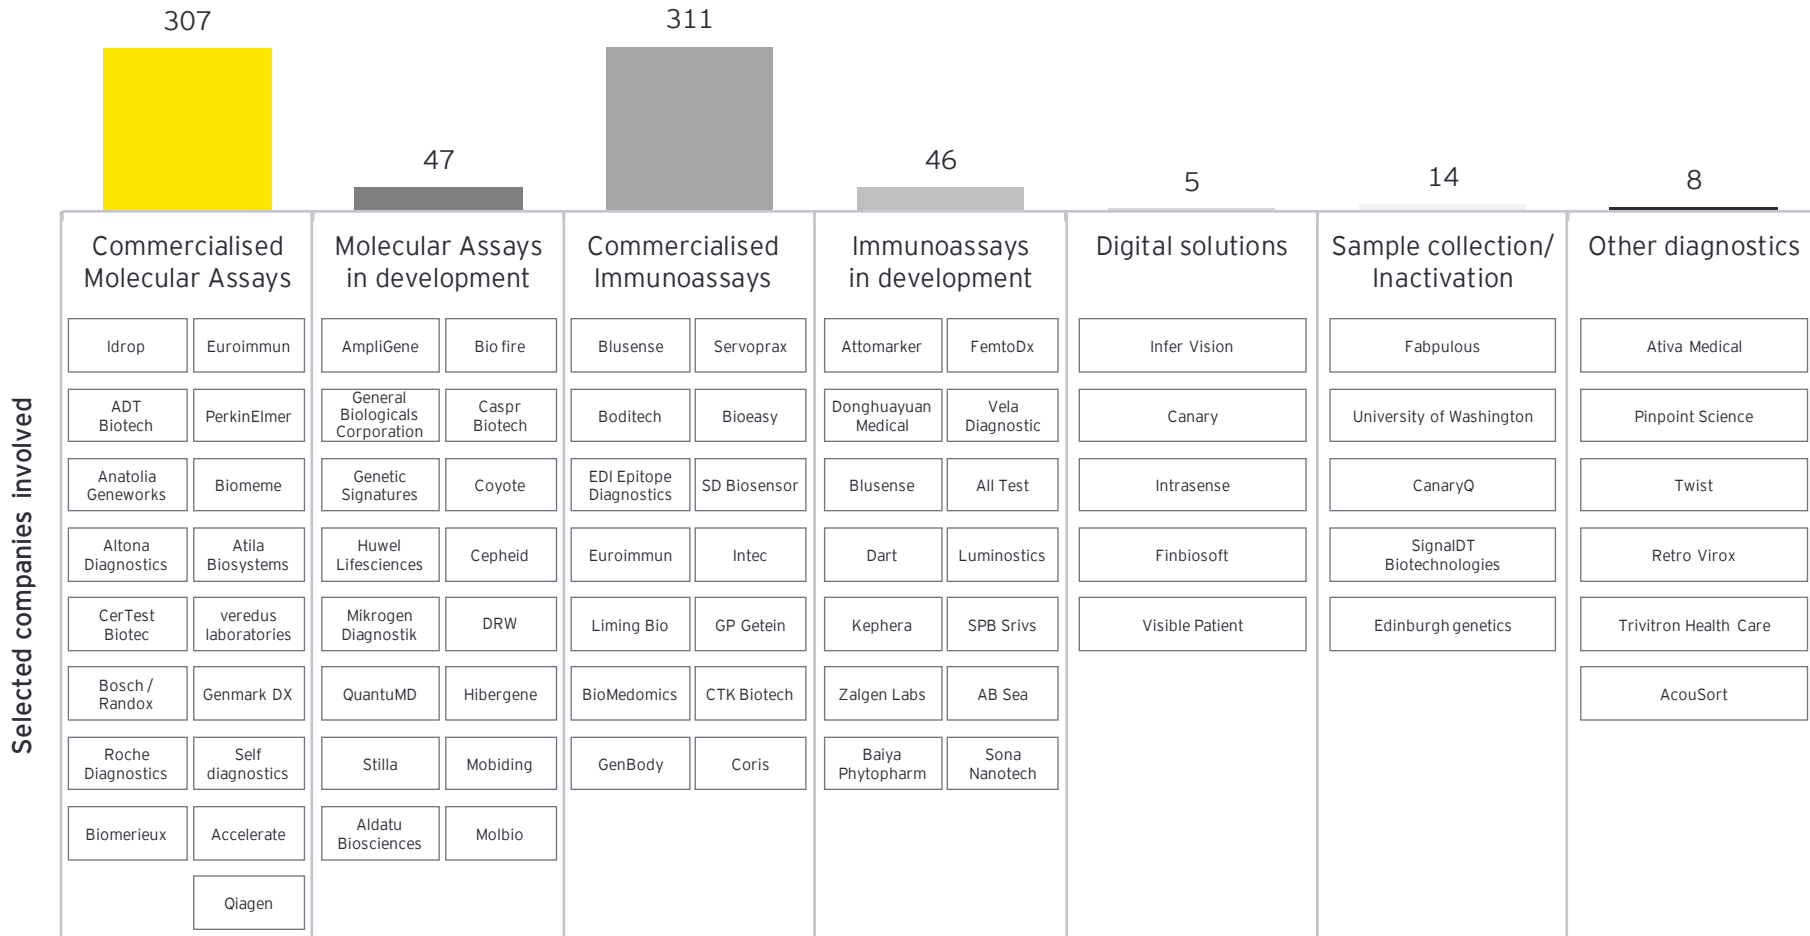 307
47
311
46
5
14
8
Commercialised
Molecular Assays
Molecular Assays
in development
Commercialised
Immunoassays
Immunoassays
in development
Digital solutions
Sample collection/
Inactivation
Other diagnostics
Selected companies involved
Idrop
Euroimmun
ADT
Biotech
PerkinElmer
Anatolia
Geneworks
Biomeme
Altona
Diagnostics
Atila
Biosystems
CerTest
Biotec
veredus
laboratories
Bosch /
Randox
Genmark DX
Roche
Diagnostics
Self
diagnostics
Biomerieux
Accelerate
Qiagen
AmpliGene
Bio fire
General
Biologicals
Corporation
Caspr
Biotech
Genetic
Signatures
Coyote
Huwel
Lifesciences
Cepheid
Mikrogen
Diagnostik
DRW
QuantuMD
Hibergene
Stilla
Mobiding
Aldatu
Biosciences
Molbio
Blusense
Servoprax
Boditech
Bioeasy
EDI Epitope
Diagnostics
SD Biosensor
Euroimmun
Intec
Liming Bio
GP Getein
BioMedomics
CTK Biotech
GenBody
Coris
Attomarker
FemtoDx
Donghuayuan
Medical
Vela
Diagnostic
Blusense
All Test
Dart
Luminostics
Kephera
SPB Srivs
Zalgen Labs
AB Sea
Baiya
Phytopharm
Sona
Nanotech
Infer Vision
Canary
Intrasense
Finbiosoft
Visible Patient
Fabpulous
University of Washington
CanaryQ
SignalDT
Biotechnologies
Edinburgh genetics
Ativa Medical
Pinpoint Science
Twist
Retro Virox
Trivitron Health Care
AcouSort